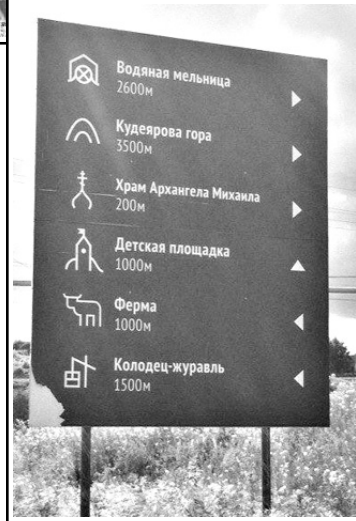 Водяная мельница
2600м
Кудеярова гора
3500м
Храм Архангела Михаила
200м
Детская площадка
1000м
Ферма
1000м
Колодец-журавль
1500м